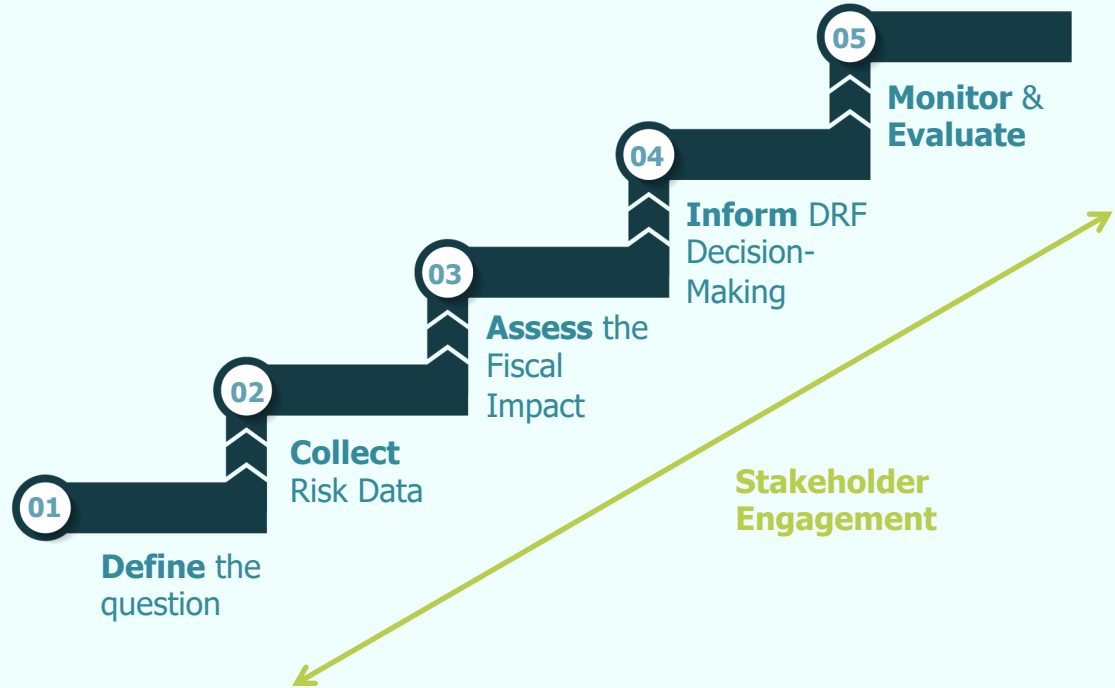 01
Define the
question
02
Collect
Risk Data
03
Assess the
Fiscal
Impact
04
Inform DRF
Decision-
Making
05
Monitor &
Evaluate
Stakeholder
Engagement